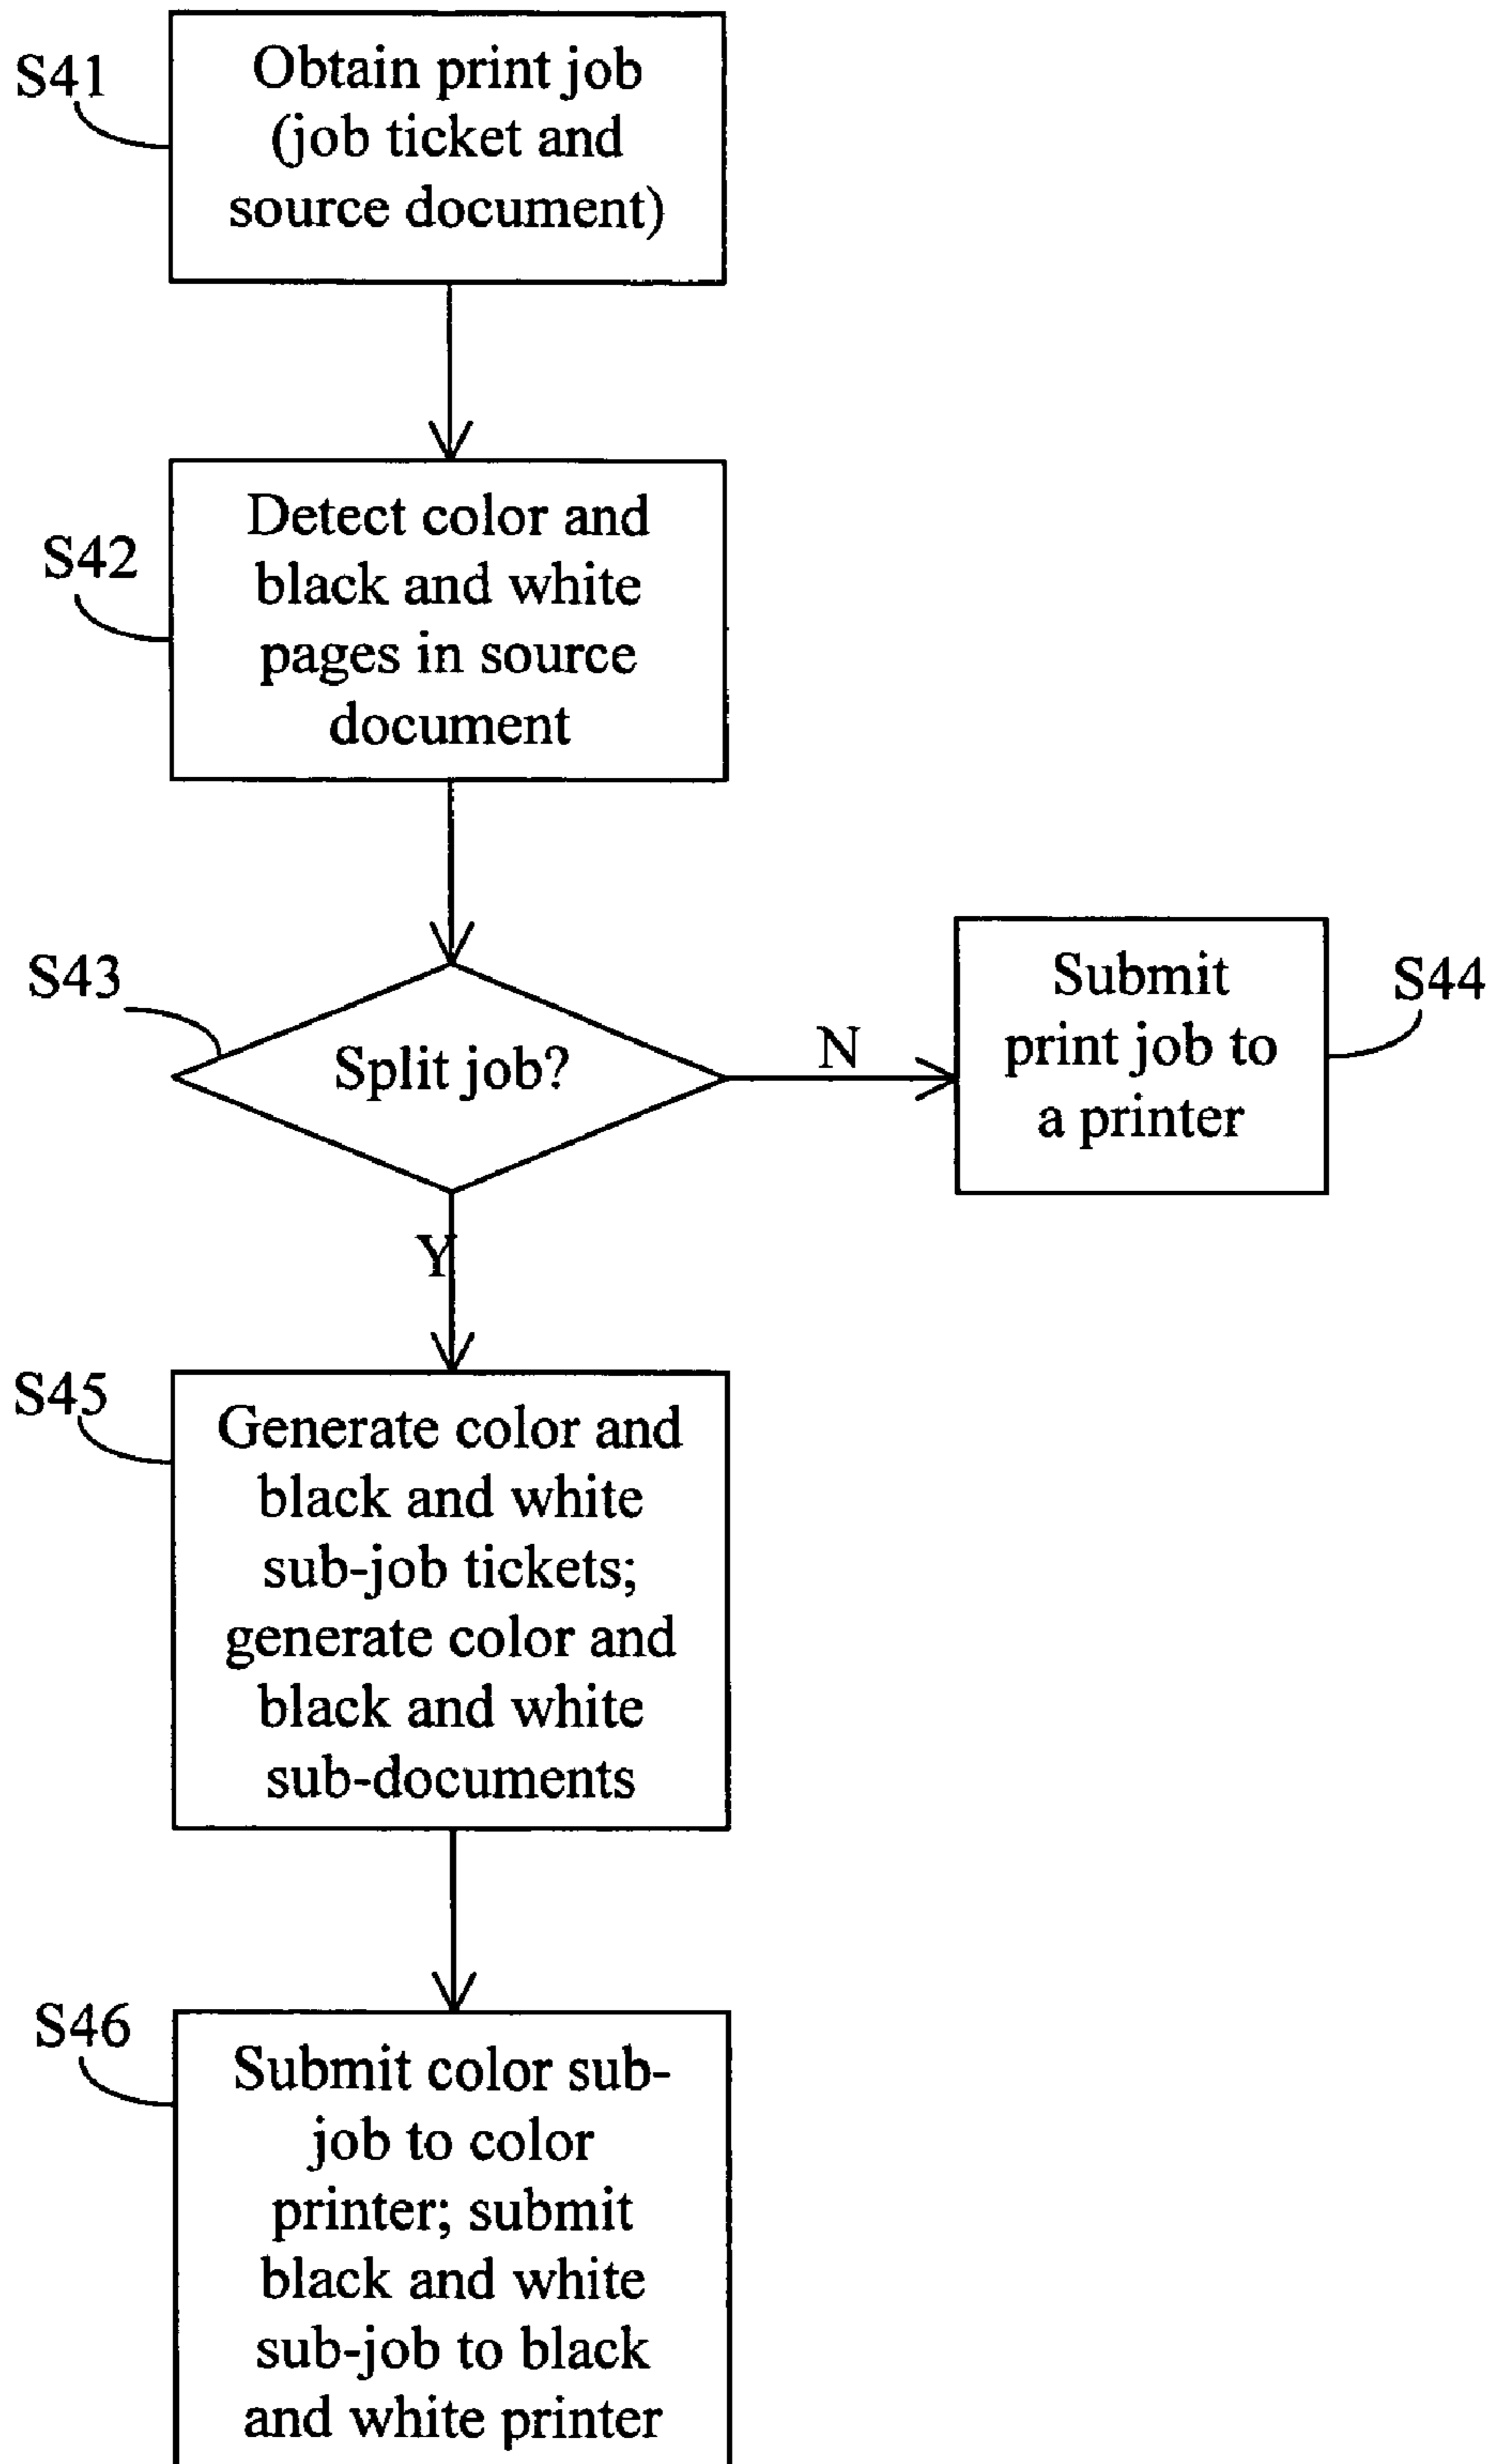 S41
Obtain print job
(job ticket and
source document)
S42
Detect color and
black and white
pages in source
document
S43
Split job?
N
Submit
print job to
a printer
S44
Y
S45
Generate color and
black and white
sub-job tickets;
generate color and
black and white
sub-documents
S46
Submit color sub-
job to color
printer; submit
black and white
sub-job to black
and white printer